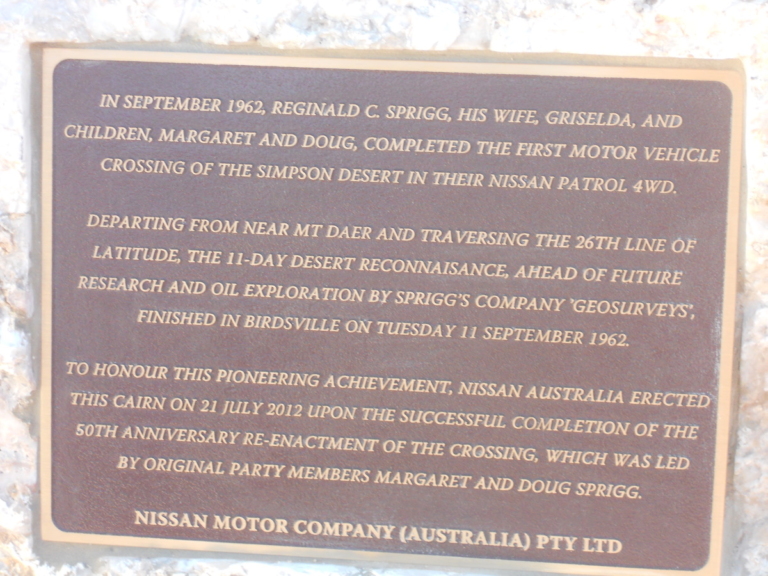 IN SEPTEMBER 1962, REGINALD C. SPRIGG, HIS WIFE, GRISELDA, AND
CHILDREN, MARGARET AND DOUG, COMPLETED THE FIRST MOTOR VEHICLE
CROSSING OF THE SIMPSON DESERT IN THEIR NISSAN PATROL 4WD.
DEPARTING FROM NEAR MT DAER AND TRAVERSING THE 26TH LINE OF
LATITUDE, THE 11-DAY DESERT RECONNAISANCE, AHEAD OF FUTURE
RESEARCH AND OIL EXPLORATION BY SPRIGG'S COMPANY 'GEOSURVEYS',
FINISHED IN BIRDSVILLE ON TUESDAY 11 SEPTEMBER 1962.
TO HONOUR THIS PIONEERING ACHIEVEMENT, NISSAN AUSTRALIA ERECTED
THIS CAIRN ON 21 JULY 2012 UPON THE SUCCESSFUL COMPLETION OF THE
50TH ANNIVERSARY RE-ENACTMENT OF THE CROSSING, WHICH WAS LED
BY ORIGINAL PARTY MEMBERS MARGARET AND DOUG SPRIGG.
NISSAN MOTOR COMPANY (AUSTRALIA) PTY LTD